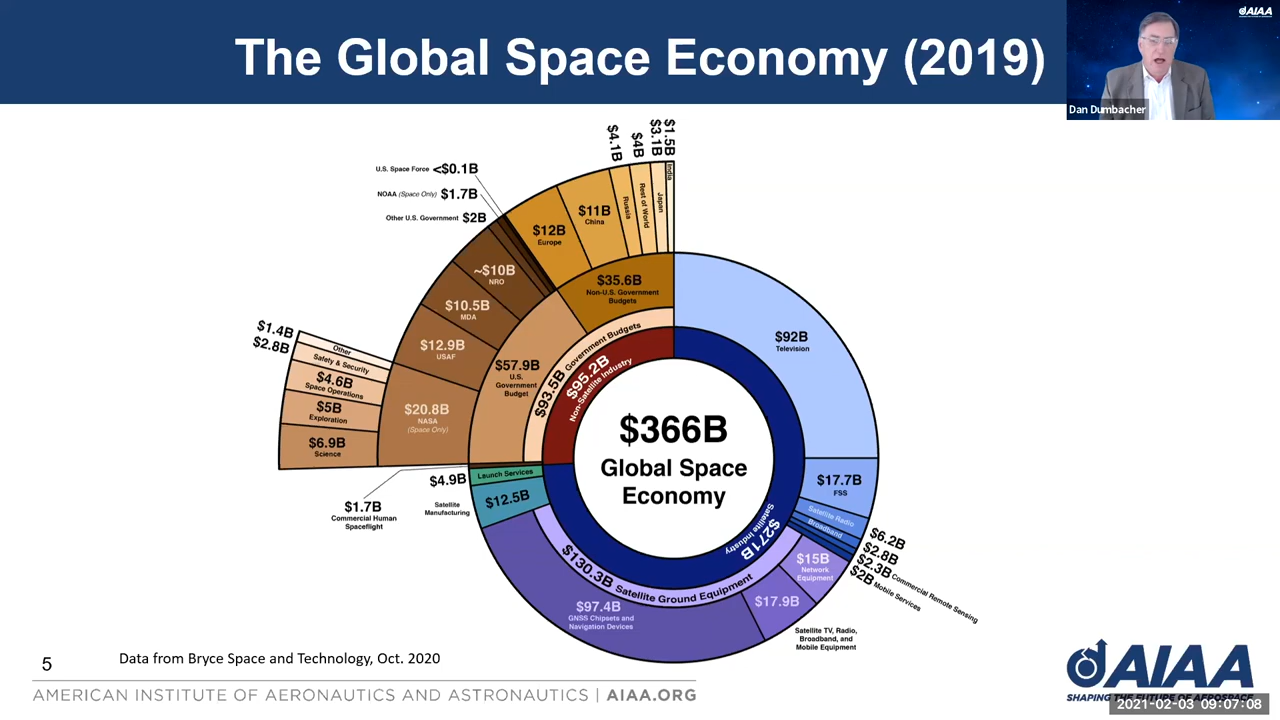 The Global Space Economy (2019)
AIAA
Dan Dumbacher
$1.5B
$3.1B
$4B
$4.1B
India
Japan
Rest of World
Russia
$11B
China
$12B
Europe
U.S. Space Force <$0.1B
NOAA (Space Only) $1.7B
Other U.S. Government $2B
~$10B
NRO
$10.5B
MDA
$12.9B
USAF
$20.8B
NASA
(Space Only)
$1.4B
Other
$2.8B
Safety & Security
$4.6B
Space Operations
$5B
Exploration
$6.9B
Science
$35.6B
Non-U.S. Government
Budgets
$57.9B
U.S.
Government
Budget
$93.5B Government Budgets
$95.2B
Non-Satellite Industry
$366B
Global Space
Economy
$92B
Television
$17.7B
FSS
Satellite Radio
$6.2B
Broadband
$2.8B
$2.3B Commercial Remote Sensing
$2B Mobile Services
$271B
Satellite Industry
$15B
Network
Equipment
$17.9B
Satellite TV, Radio,
Broadband, and
Mobile Equipment
$130.3B Satellite Ground Equipment
$97.4B
GNSS Chipsets and
Navigation Devices
$12.5B
Satellite
Manufacturing
Launch Services
$4.9B
$1.7B
Commercial Human
Spaceflight
5
Data from Bryce Space and Technology, Oct. 2020
AMERICAN INSTITUTE OF AERONAUTICS AND ASTRONAUTICS | AIAA.ORG
AIAA
SHAPING THE FUTURE OF AEROSPACE
2021-02-03 09:07:08